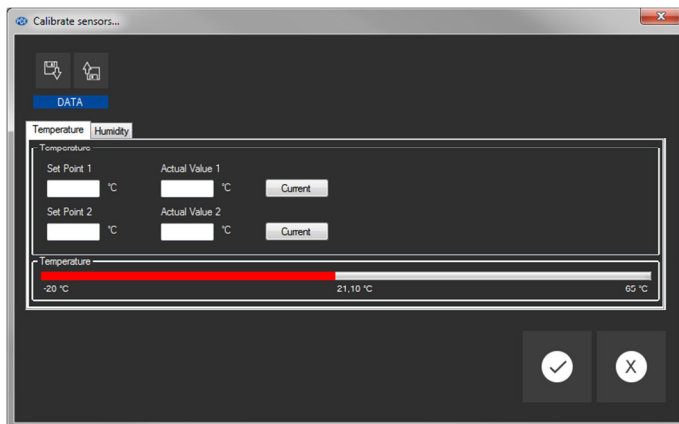 Calibrate sensors...
DATA
Temperature Humidity
Temperature
Set Point 1 Actual Value 1
°C °C Current
Set Point 2 Actual Value 2
°C °C Current
Temperature
-20 °C 21,10 °C 65 °C
X